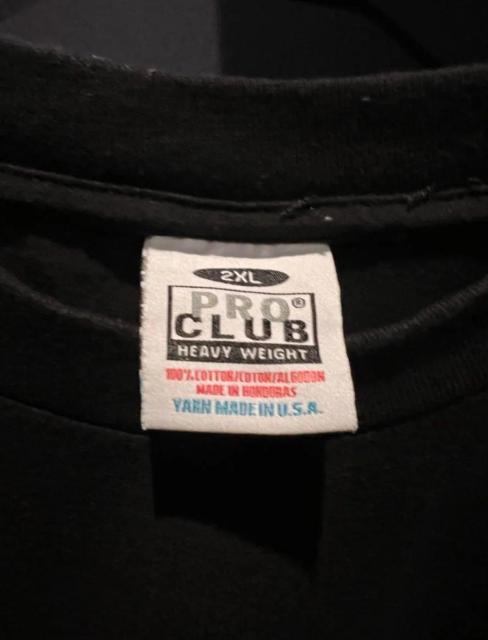 2XL
PRO®
CLUB
HEAVY WEIGHT
100% COTTON/COTON/ALGODON
MADE IN HONDURAS
YARN MADE IN U.S.A.